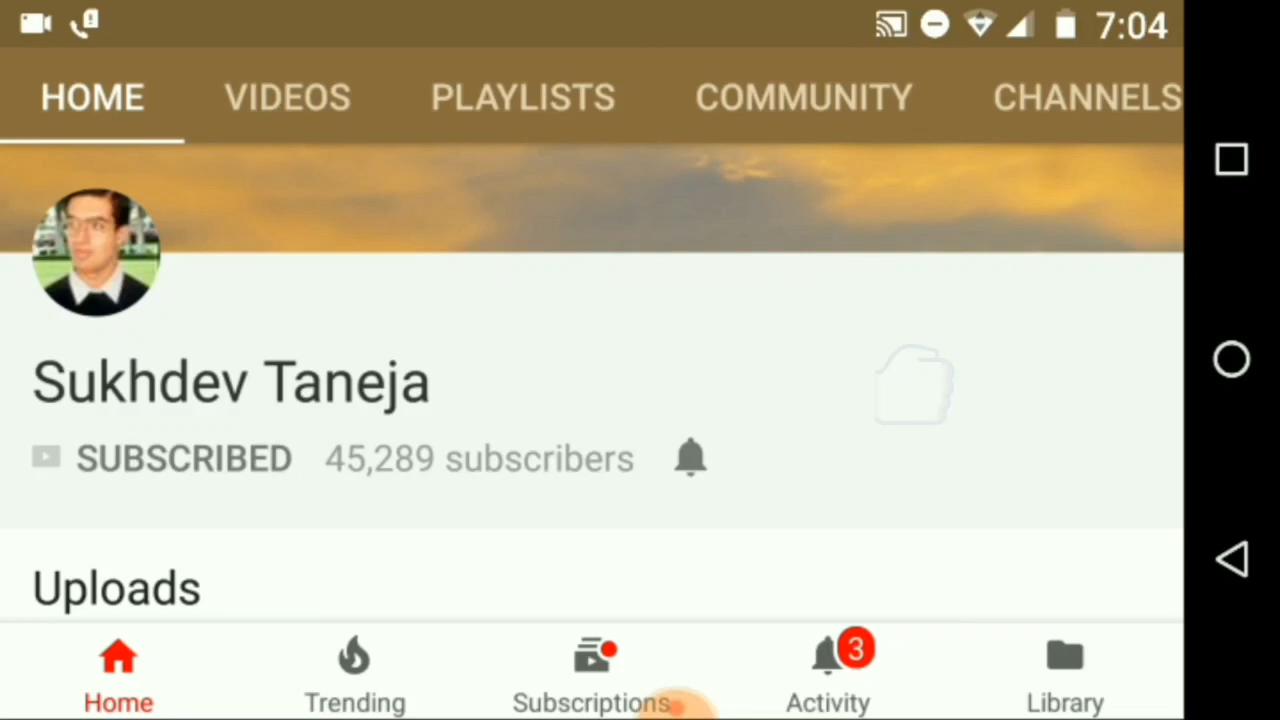 7:04
HOME VIDEOS PLAYLISTS COMMUNITY CHANNELS
Sukhdev Taneja
SUBSCRIBED 45,289 subscribers
Uploads
3
Home Trending Subscriptions Activity Library